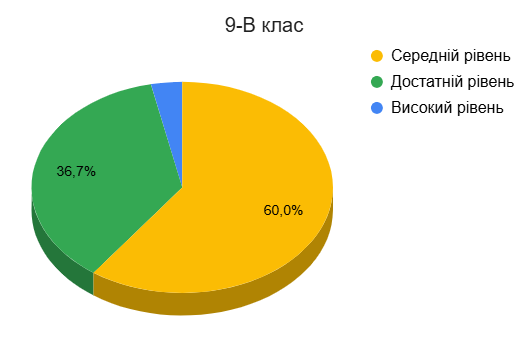 9-В клас
Середній рівень
Достатній рівень
Високий рівень
36,7%
60,0%